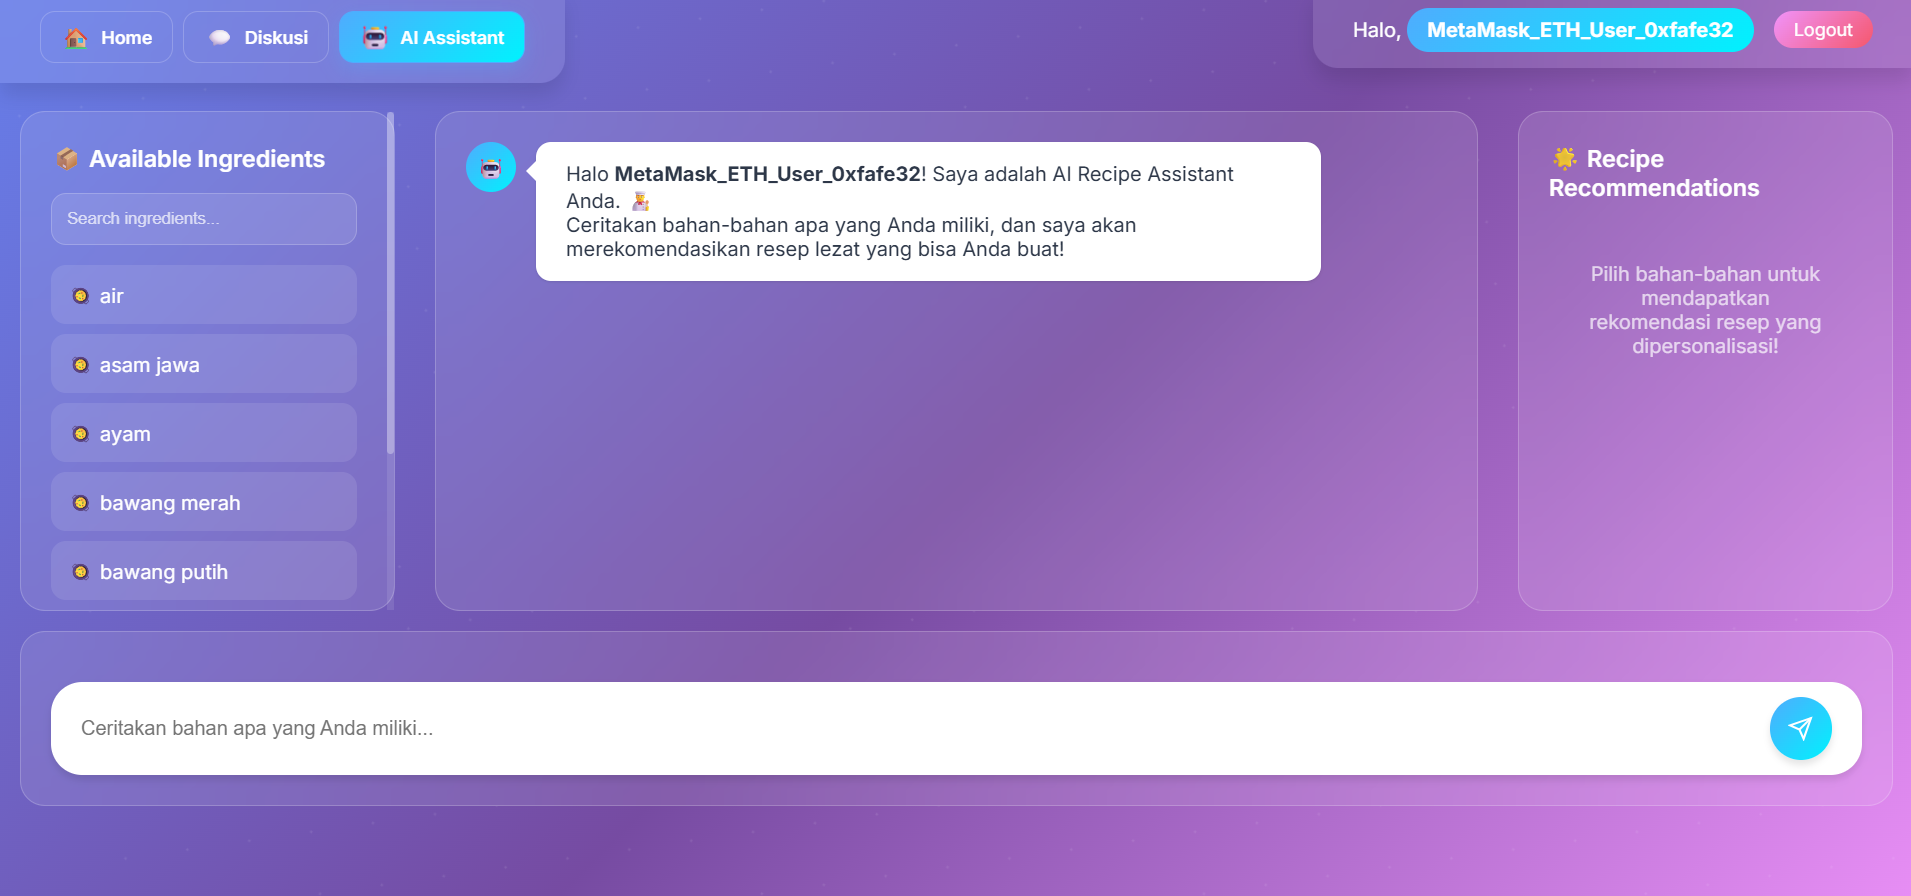 Home
Diskusi
AI Assistant
Halo, MetaMask_ETH_User_0xfafe32
Logout
Available Ingredients
Search ingredients...
air
asam jawa
ayam
bawang merah
bawang putih
Halo MetaMask_ETH_User_0xfafe32! Saya adalah AI Recipe Assistant
Anda.
Ceritakan bahan-bahan apa yang Anda miliki, dan saya akan
merekomendasikan resep lezat yang bisa Anda buat!
Recipe
Recommendations
Pilih bahan-bahan untuk
mendapatkan
rekomendasi resep yang
dipersonalisasi!
Ceritakan bahan apa yang Anda miliki...